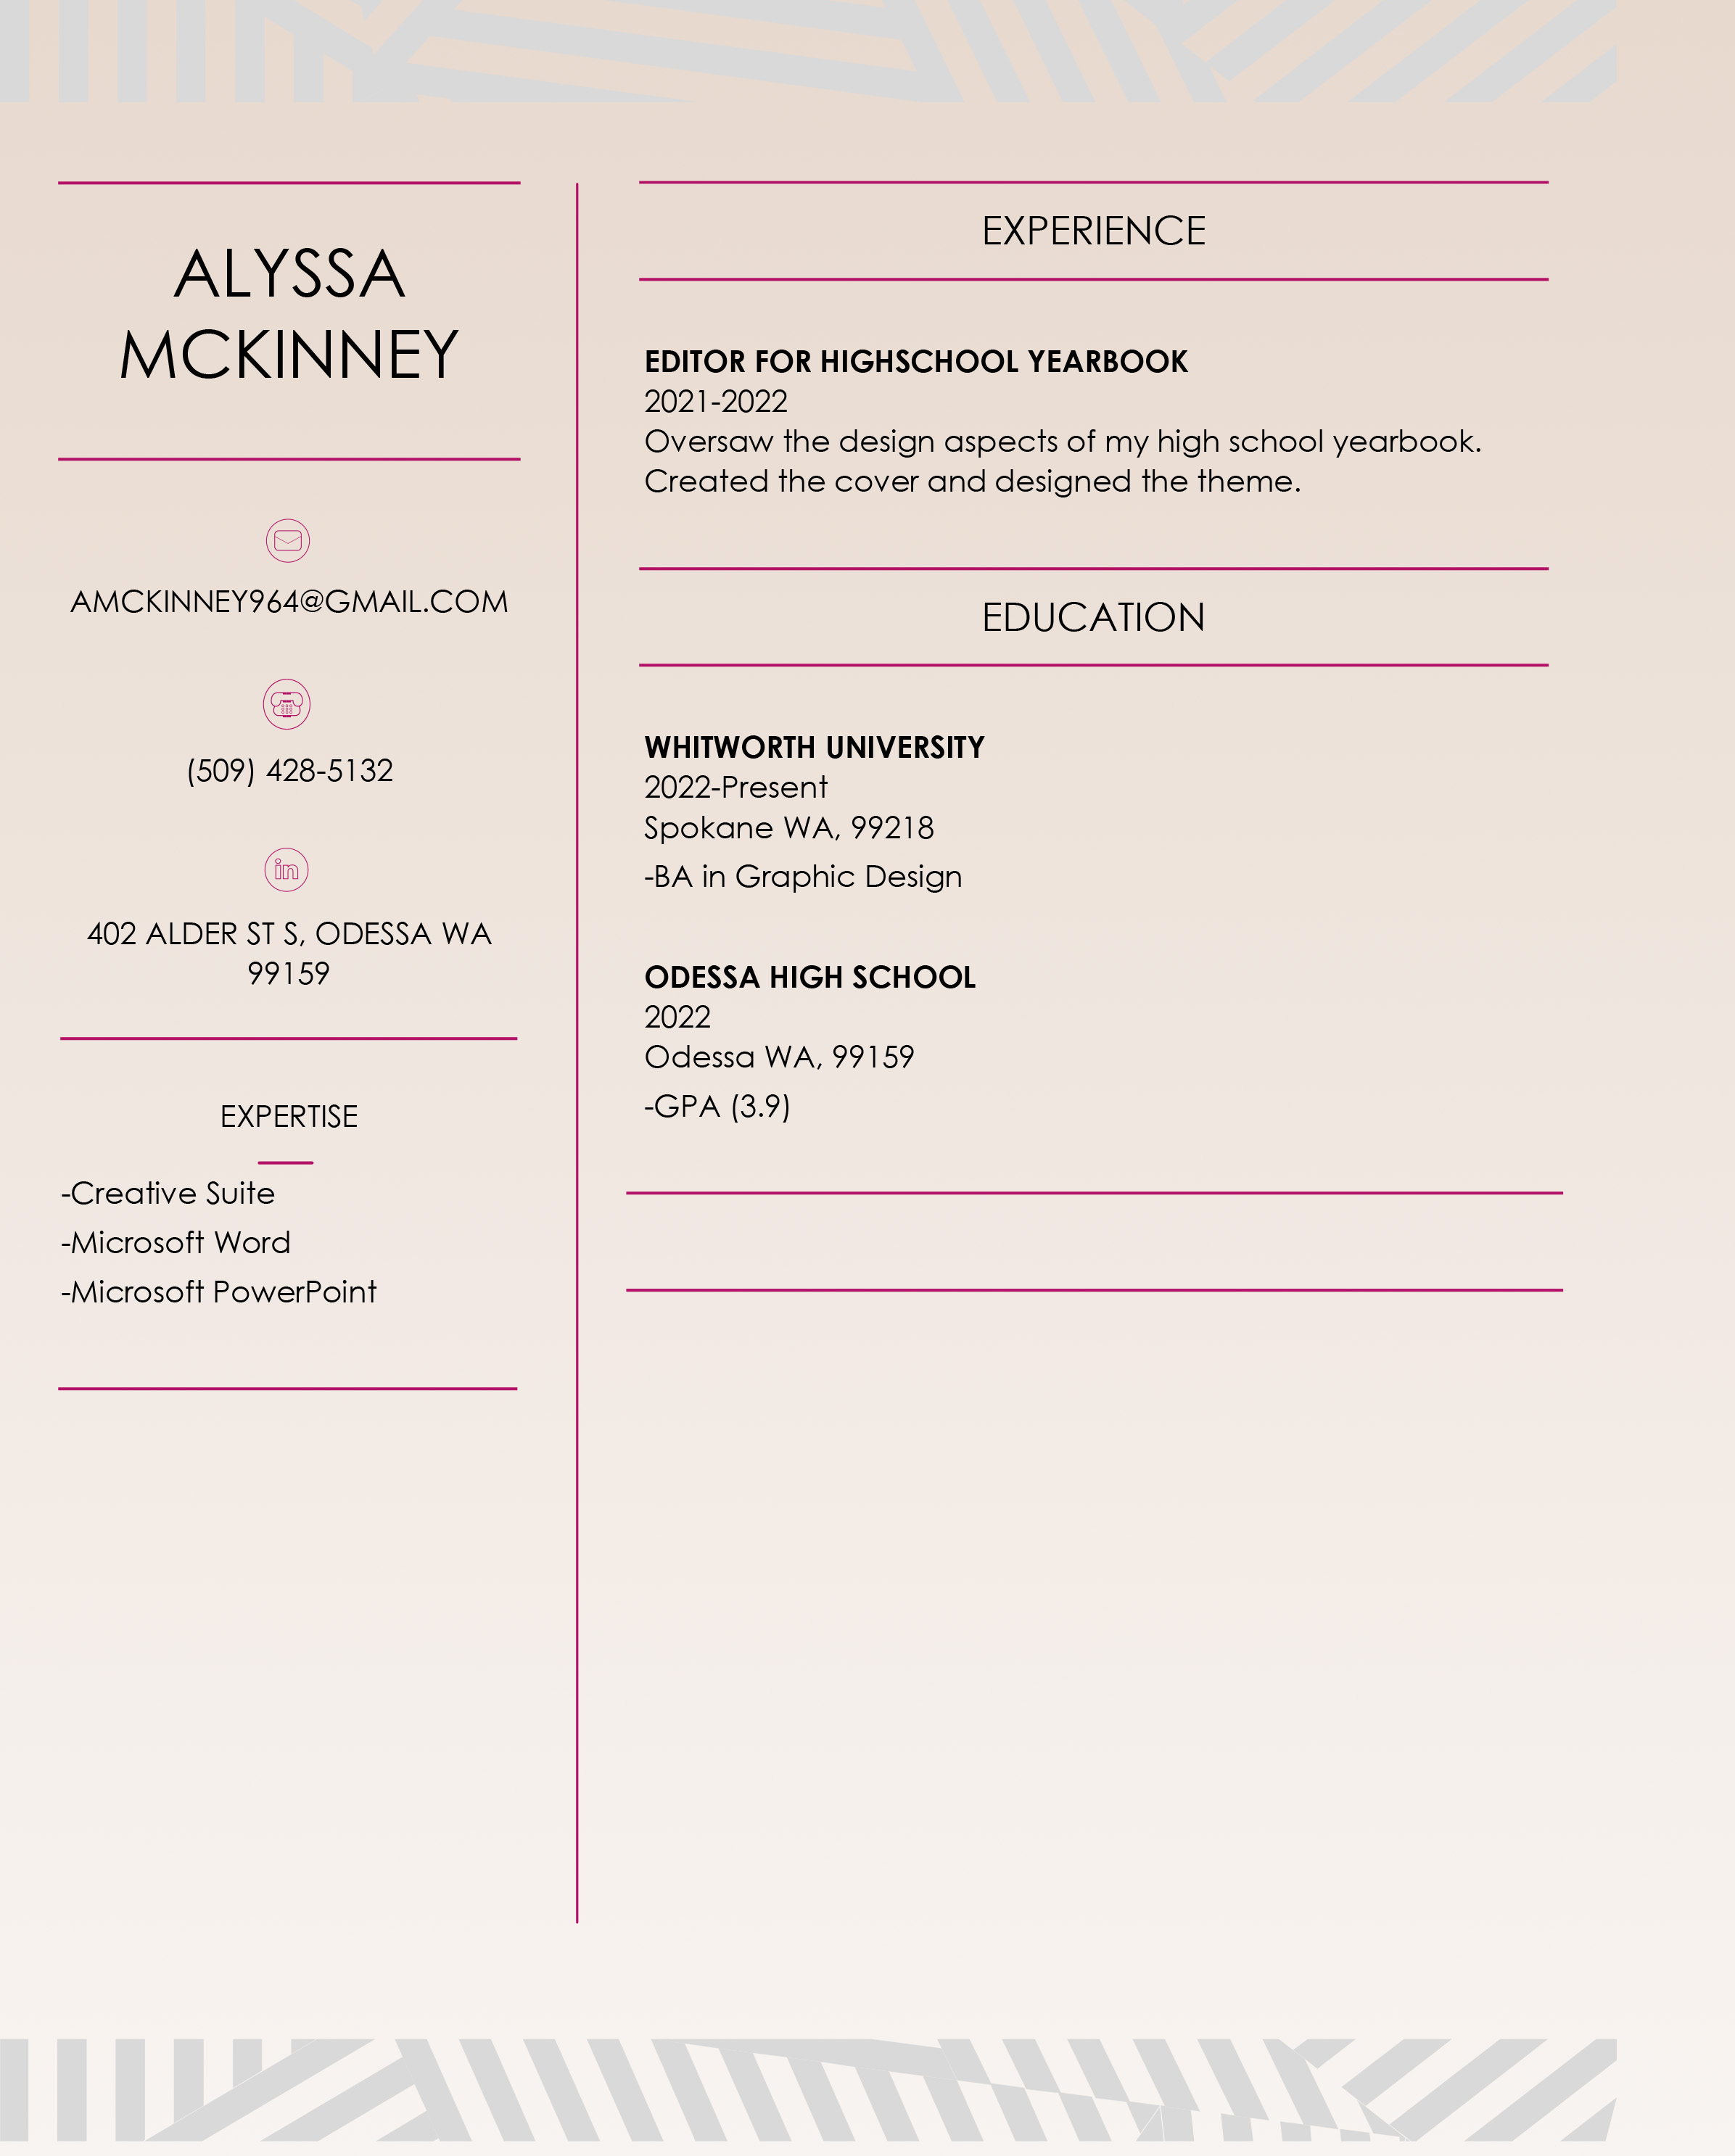 ALYSSA
MCKINNEY
AMCKINNEY964@GMAIL.COM
(509) 428-5132
in
402 ALDER ST S, ODESSA WA
99159
EXPERTISE
-Creative Suite
-Microsoft Word
-Microsoft PowerPoint
EXPERIENCE
EDITOR FOR HIGHSCHOOL YEARBOOK
2021-2022
Oversaw the design aspects of my high school yearbook.
Created the cover and designed the theme.
EDUCATION
WHITWORTH UNIVERSITY
2022-Present
Spokane WA, 99218
-BA in Graphic Design
ODESSA HIGH SCHOOL
2022
Odessa WA, 99159
-GPA (3.9)